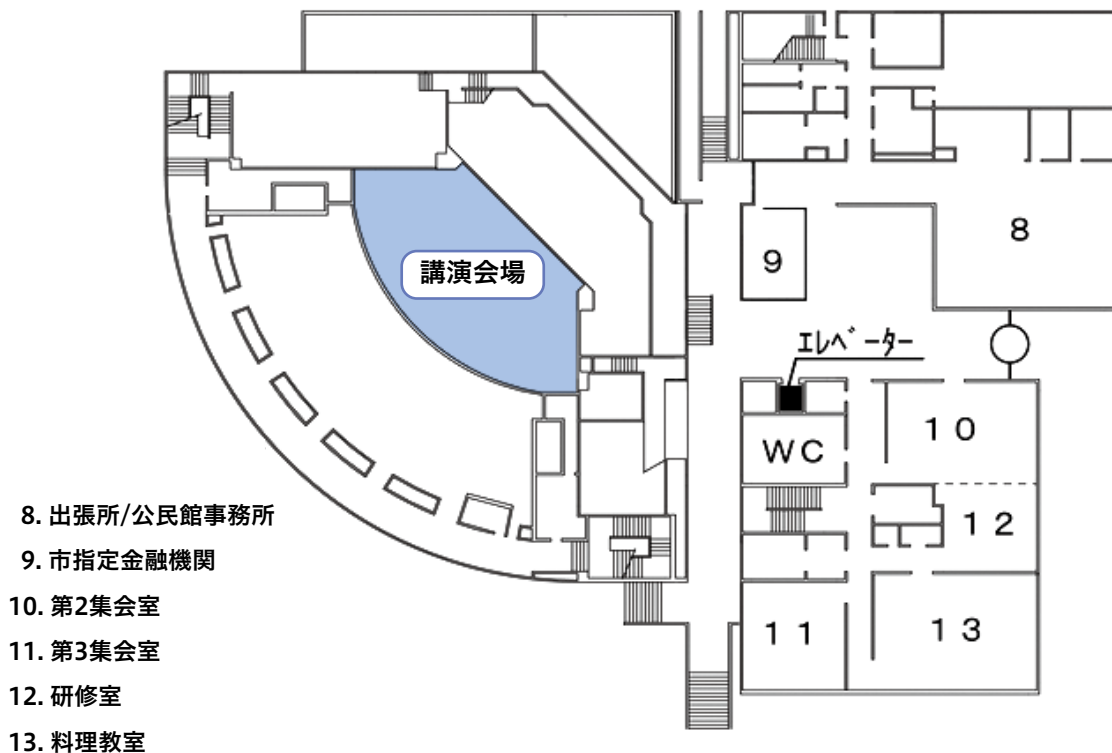 講演会場
8
9
エレベーター
10
WC
12
11
13
8. 出張所/公民館事務所
9. 市指定金融機関
10. 第2集会室
11. 第3集会室
12. 研修室
13. 料理教室